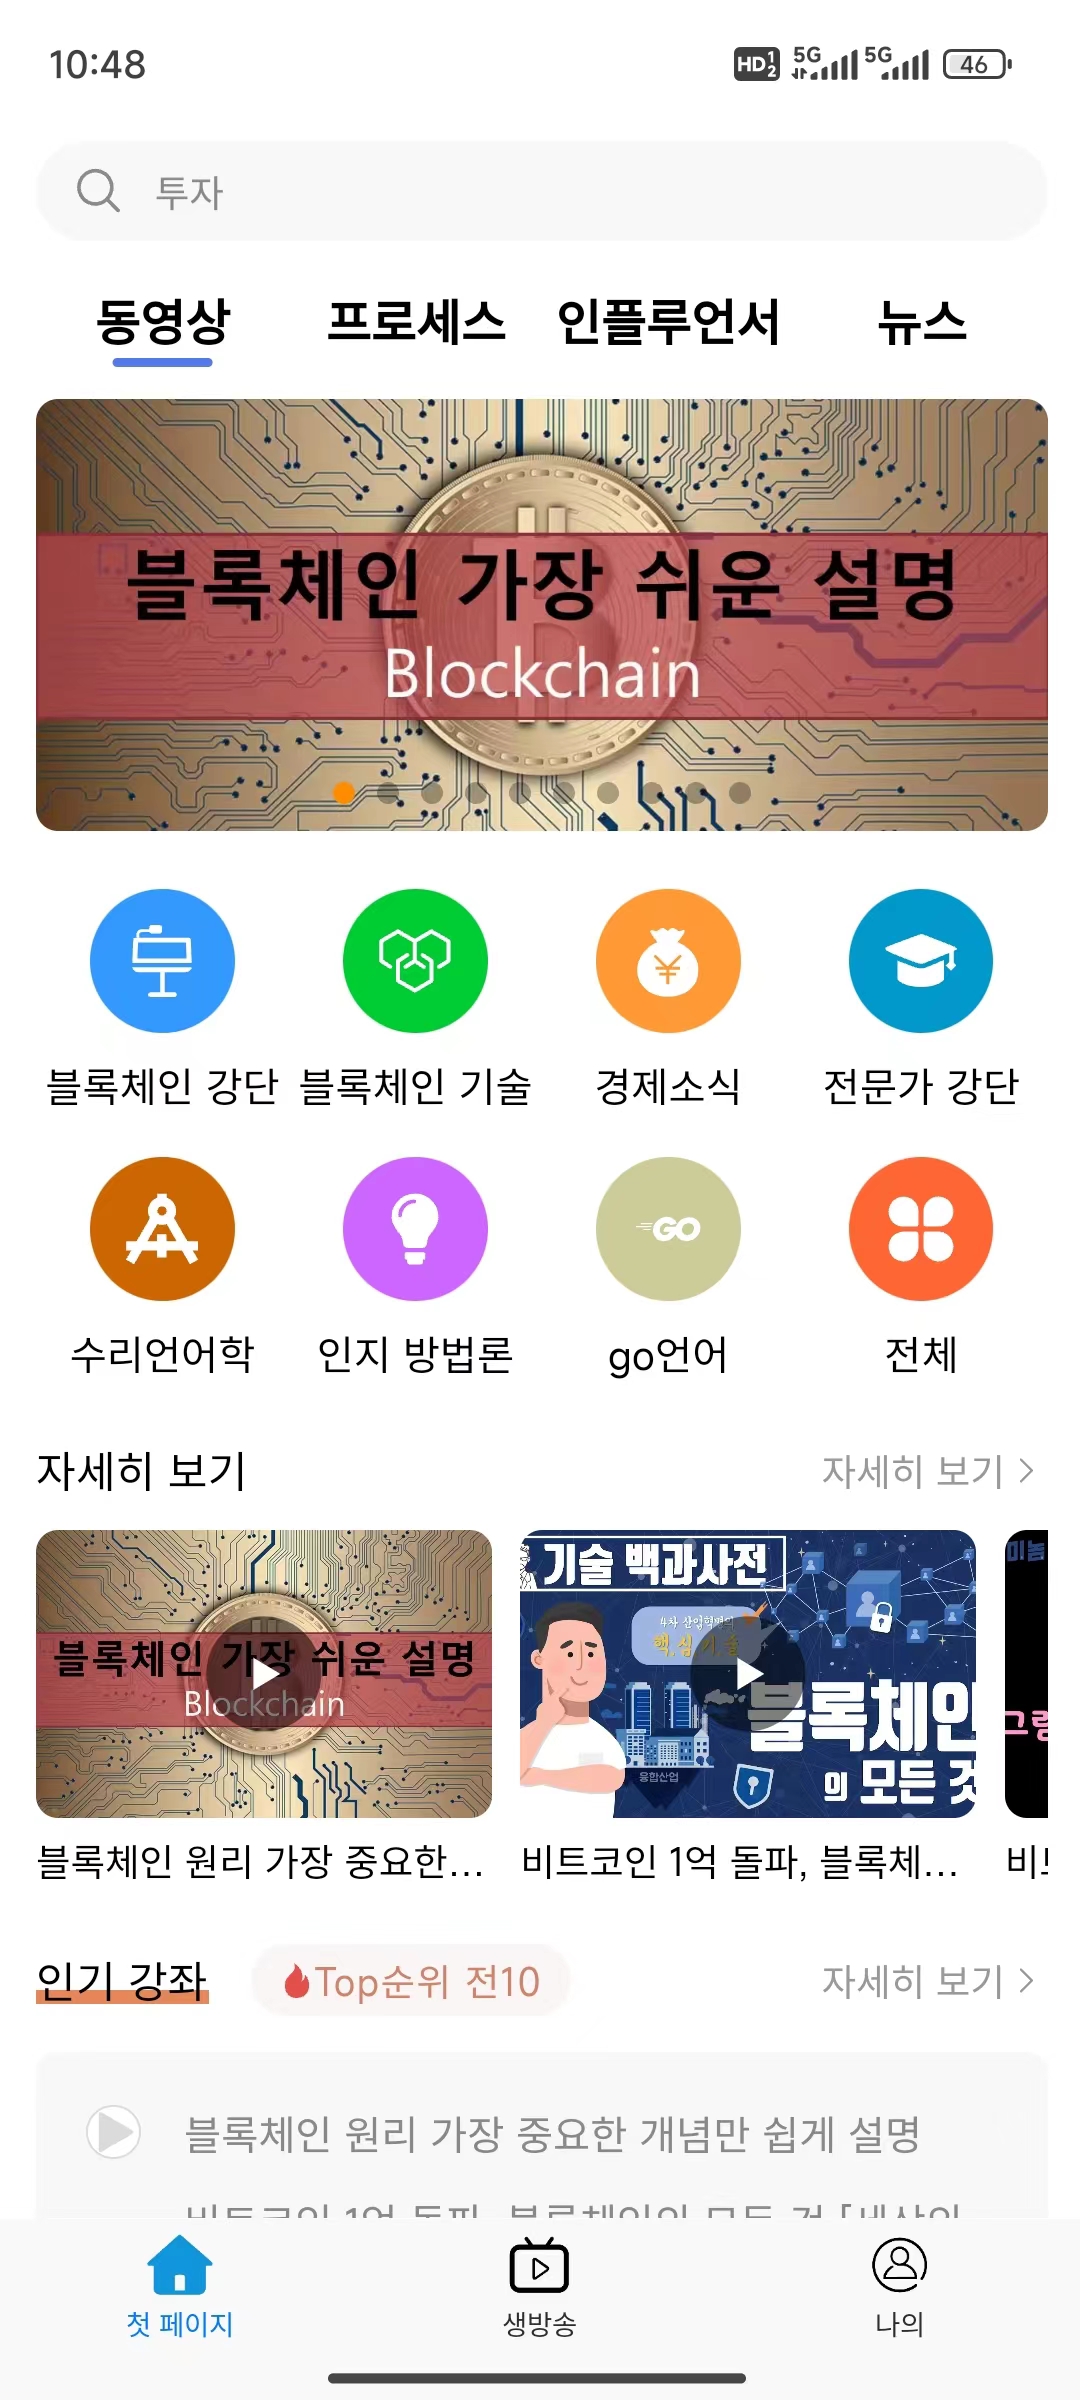 10:48
HD 1 2 5G 5G 46
투자
동영상 프로세스 인플루언서 뉴스
블록체인 가장 쉬운 설명
Blockchain
블록체인 강단 블록체인 기술 경제소식 전문가 강단
GO
수리언어학 인지 방법론 go언어 전체
자세히 보기 자세히 보기
블록체인 가장 쉬운 설명
Blockchain
기술 백과사전
4차 산업혁명의
핵심기술
블록체인
의 모든 것
융합산업
블록체인 원리 가장 중요한...
비트코인 1억 돌파, 블록체...
인기 강좌 Top순위 전10 자세히 보기
블록체인 원리 가장 중요한 개념만 쉽게 설명
첫 페이지 생방송 나의